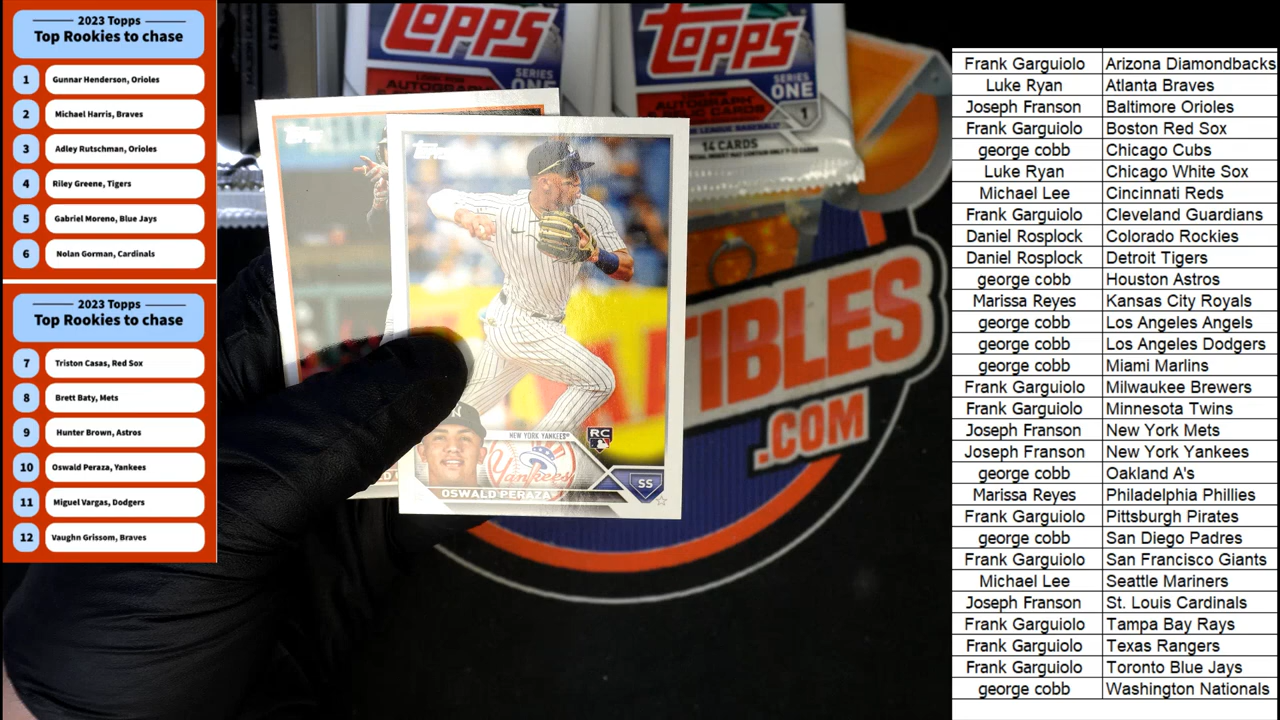 2023 Topps
Top Rookies to chase
1 Gunnar Henderson, Orioles
2 Michael Harris, Braves
3 Adley Rutschman, Orioles
4 Riley Greene, Tigers
5 Gabriel Moreno, Blue Jays
6 Nolan Gorman, Cardinals
2023 Topps
Top Rookies to chase
7 Triston Casas, Red Sox
8 Brett Baty, Mets
9 Hunter Brown, Astros
10 Oswald Peraza, Yankees
11 Miguel Vargas, Dodgers
12 Vaughn Grissom, Braves
Topps
SERIES
ONE
AUTOGRAPH
Topps
SERIES
ONE
1
AUTOGRAPH
14 CARDS
Topps
Topps
NEW YORK YANKEES
RC
Yankees
SS
OSWALD PERAZA
TIBLES
.COM
Frank Garguiolo Arizona Diamondbacks
Luke Ryan Atlanta Braves
Joseph Franson Baltimore Orioles
Frank Garguiolo Boston Red Sox
george cobb Chicago Cubs
Luke Ryan Chicago White Sox
Michael Lee Cincinnati Reds
Frank Garguiolo Cleveland Guardians
Daniel Rosplock Colorado Rockies
Daniel Rosplock Detroit Tigers
george cobb Houston Astros
Marissa Reyes Kansas City Royals
george cobb Los Angeles Angels
george cobb Los Angeles Dodgers
george cobb Miami Marlins
Frank Garguiolo Milwaukee Brewers
Frank Garguiolo Minnesota Twins
Joseph Franson New York Mets
Joseph Franson New York Yankees
george cobb Oakland A's
Marissa Reyes Philadelphia Phillies
Frank Garguiolo Pittsburgh Pirates
george cobb San Diego Padres
Frank Garguiolo San Francisco Giants
Michael Lee Seattle Mariners
Joseph Franson St. Louis Cardinals
Frank Garguiolo Tampa Bay Rays
Frank Garguiolo Texas Rangers
Frank Garguiolo Toronto Blue Jays
george cobb Washington Nationals